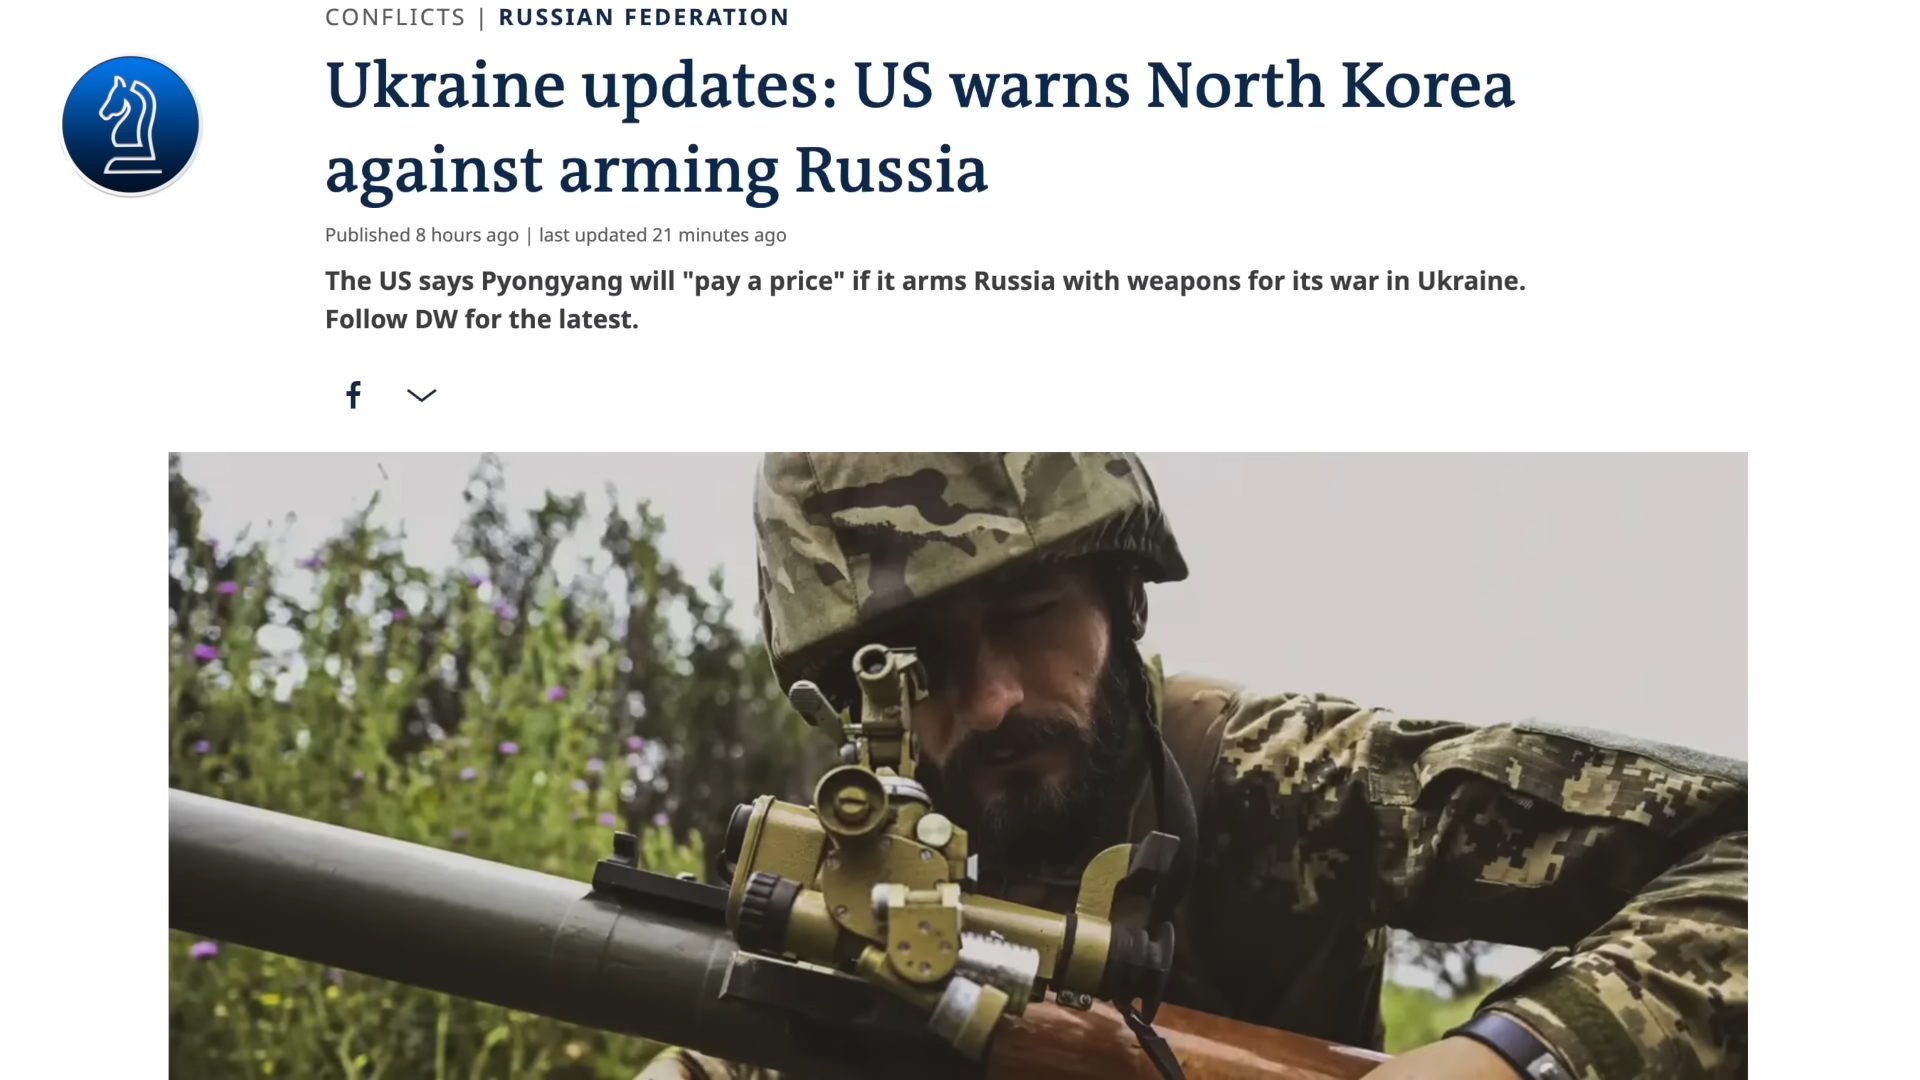 CONFLICTS | RUSSIAN FEDERATION
Ukraine updates: US warns North Korea
against arming Russia
Published 8 hours ago | last updated 21 minutes ago
The US says Pyongyang will "pay a price" if it arms Russia with weapons for its war in Ukraine.
Follow DW for the latest.